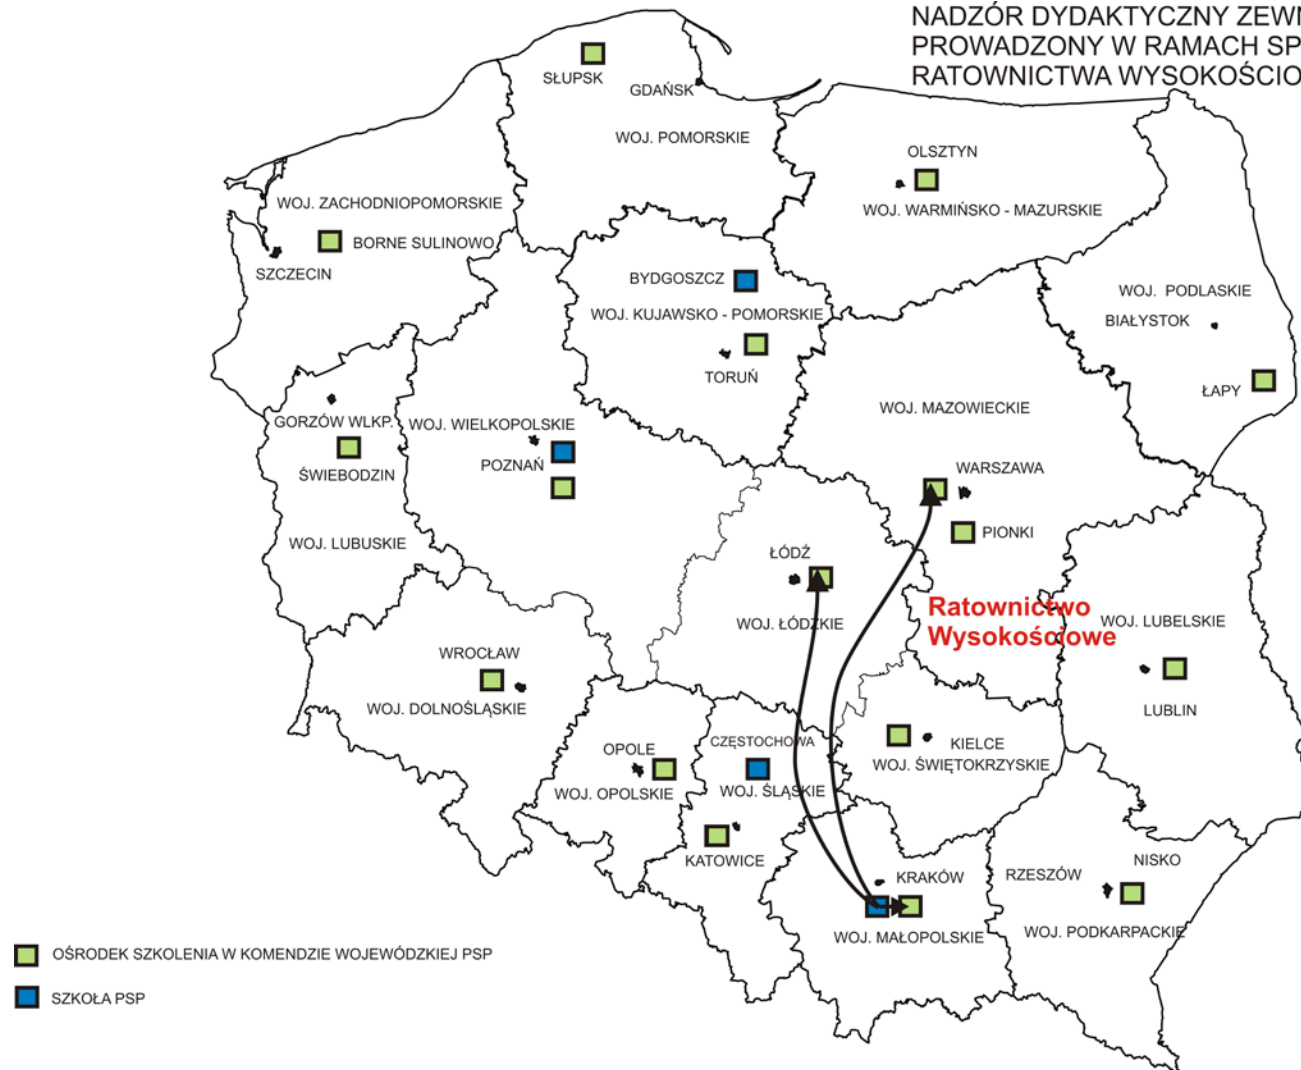 NADZÓR DYDAKTYCZNY ZEWN
PROWADZONY W RAMACH SP
RATOWNICTWA WYSOKOŚCIO
SŁUPSK
GDAŃSK
WOJ. POMORSKIE
OLSZTYN
WOJ. WARMIŃSKO - MAZURSKIE
WOJ. ZACHODNIOPOMORSKIE
BORNE SULINOWO
SZCZECIN
BYDGOSZCZ
WOJ. KUJAWSKO - POMORSKIE
TORUŃ
WOJ. PODLASKIE
BIAŁYSTOK
ŁAPY
GORZÓW WLKP.
ŚWIEBODZIN
WOJ. LUBUSKIE
WOJ. WIELKOPOLSKIE
POZNAŃ
WOJ. MAZOWIECKIE
WARSZAWA
PIONKI
ŁÓDŹ
WOJ. ŁÓDZKIE
Ratownictwo
Wysokościowe
WOJ. LUBELSKIE
LUBLIN
WROCŁAW
WOJ. DOLNOŚLĄSKIE
OPOLE
WOJ. OPOLSKIE
CZĘSTOCHOWA
WOJ. ŚLĄSKIE
KATOWICE
KIELCE
WOJ. ŚWIĘTOKRZYSKIE
KRAKÓW
WOJ. MAŁOPOLSKIE
RZESZÓW
NISKO
WOJ. PODKARPACKIE
OŚRODEK SZKOLENIA W KOMENDZIE WOJEWÓDZKIEJ PSP
SZKOŁA PSP